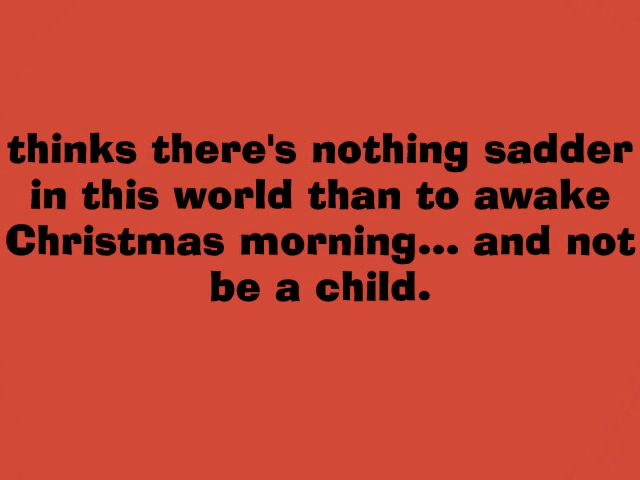 thinks there's nothing sadder
in this world than to awake
Christmas morning... and not
be a child.